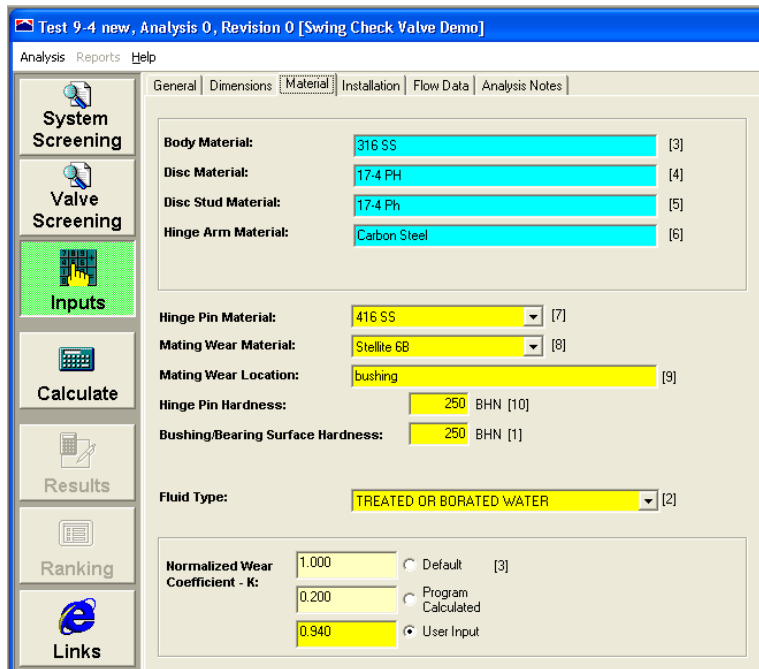 Test 9-4 new, Analysis 0, Revision 0 [Swing Check Valve Demo]
Analysis Reports Help
General Dimensions Material Installation Flow Data Analysis Notes
System
Screening
Valve
Screening
Inputs
Calculate
Results
Ranking
Links
Body Material: 316 SS [3]
Disc Material: 17-4 PH [4]
Disc Stud Material: 17-4 Ph [5]
Hinge Arm Material: Carbon Steel [6]
Hinge Pin Material: 416 SS [7]
Mating Wear Material: Stellite 6B [8]
Mating Wear Location: bushing [9]
Hinge Pin Hardness: 250 BHN [10]
Bushing/Bearing Surface Hardness: 250 BHN [1]
Fluid Type: TREATED OR BORATED WATER [2]
Normalized Wear
Coefficient - K:
1.000 Default [3]
0.200 Program
Calculated
0.940 User Input